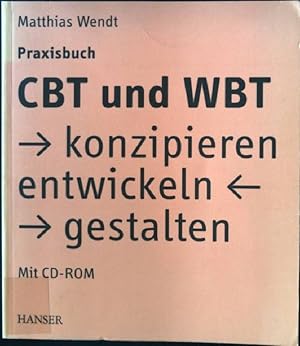 Matthias Wendt
Praxisbuch
CBT und WBT
→ konzipieren
entwickeln ←
→ gestalten
Mit CD-ROM
HANSER